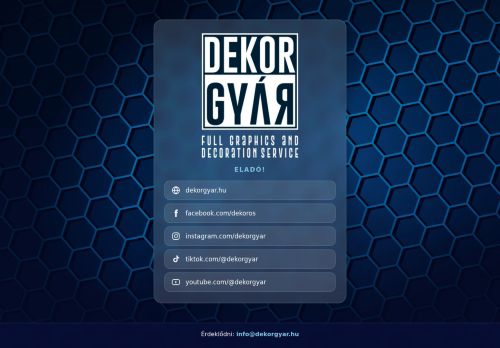 DEKOR
GYÁR
FULL GRAPHICS AND
DECORATION SERVICE
ELADÓ!
dekorgyar.hu
facebook.com/dekoros
instagram.com/dekorgyar
tiktok.com/@dekorgyar
youtube.com/@dekorgyar
Érdeklődni: info@dekorgyar.hu